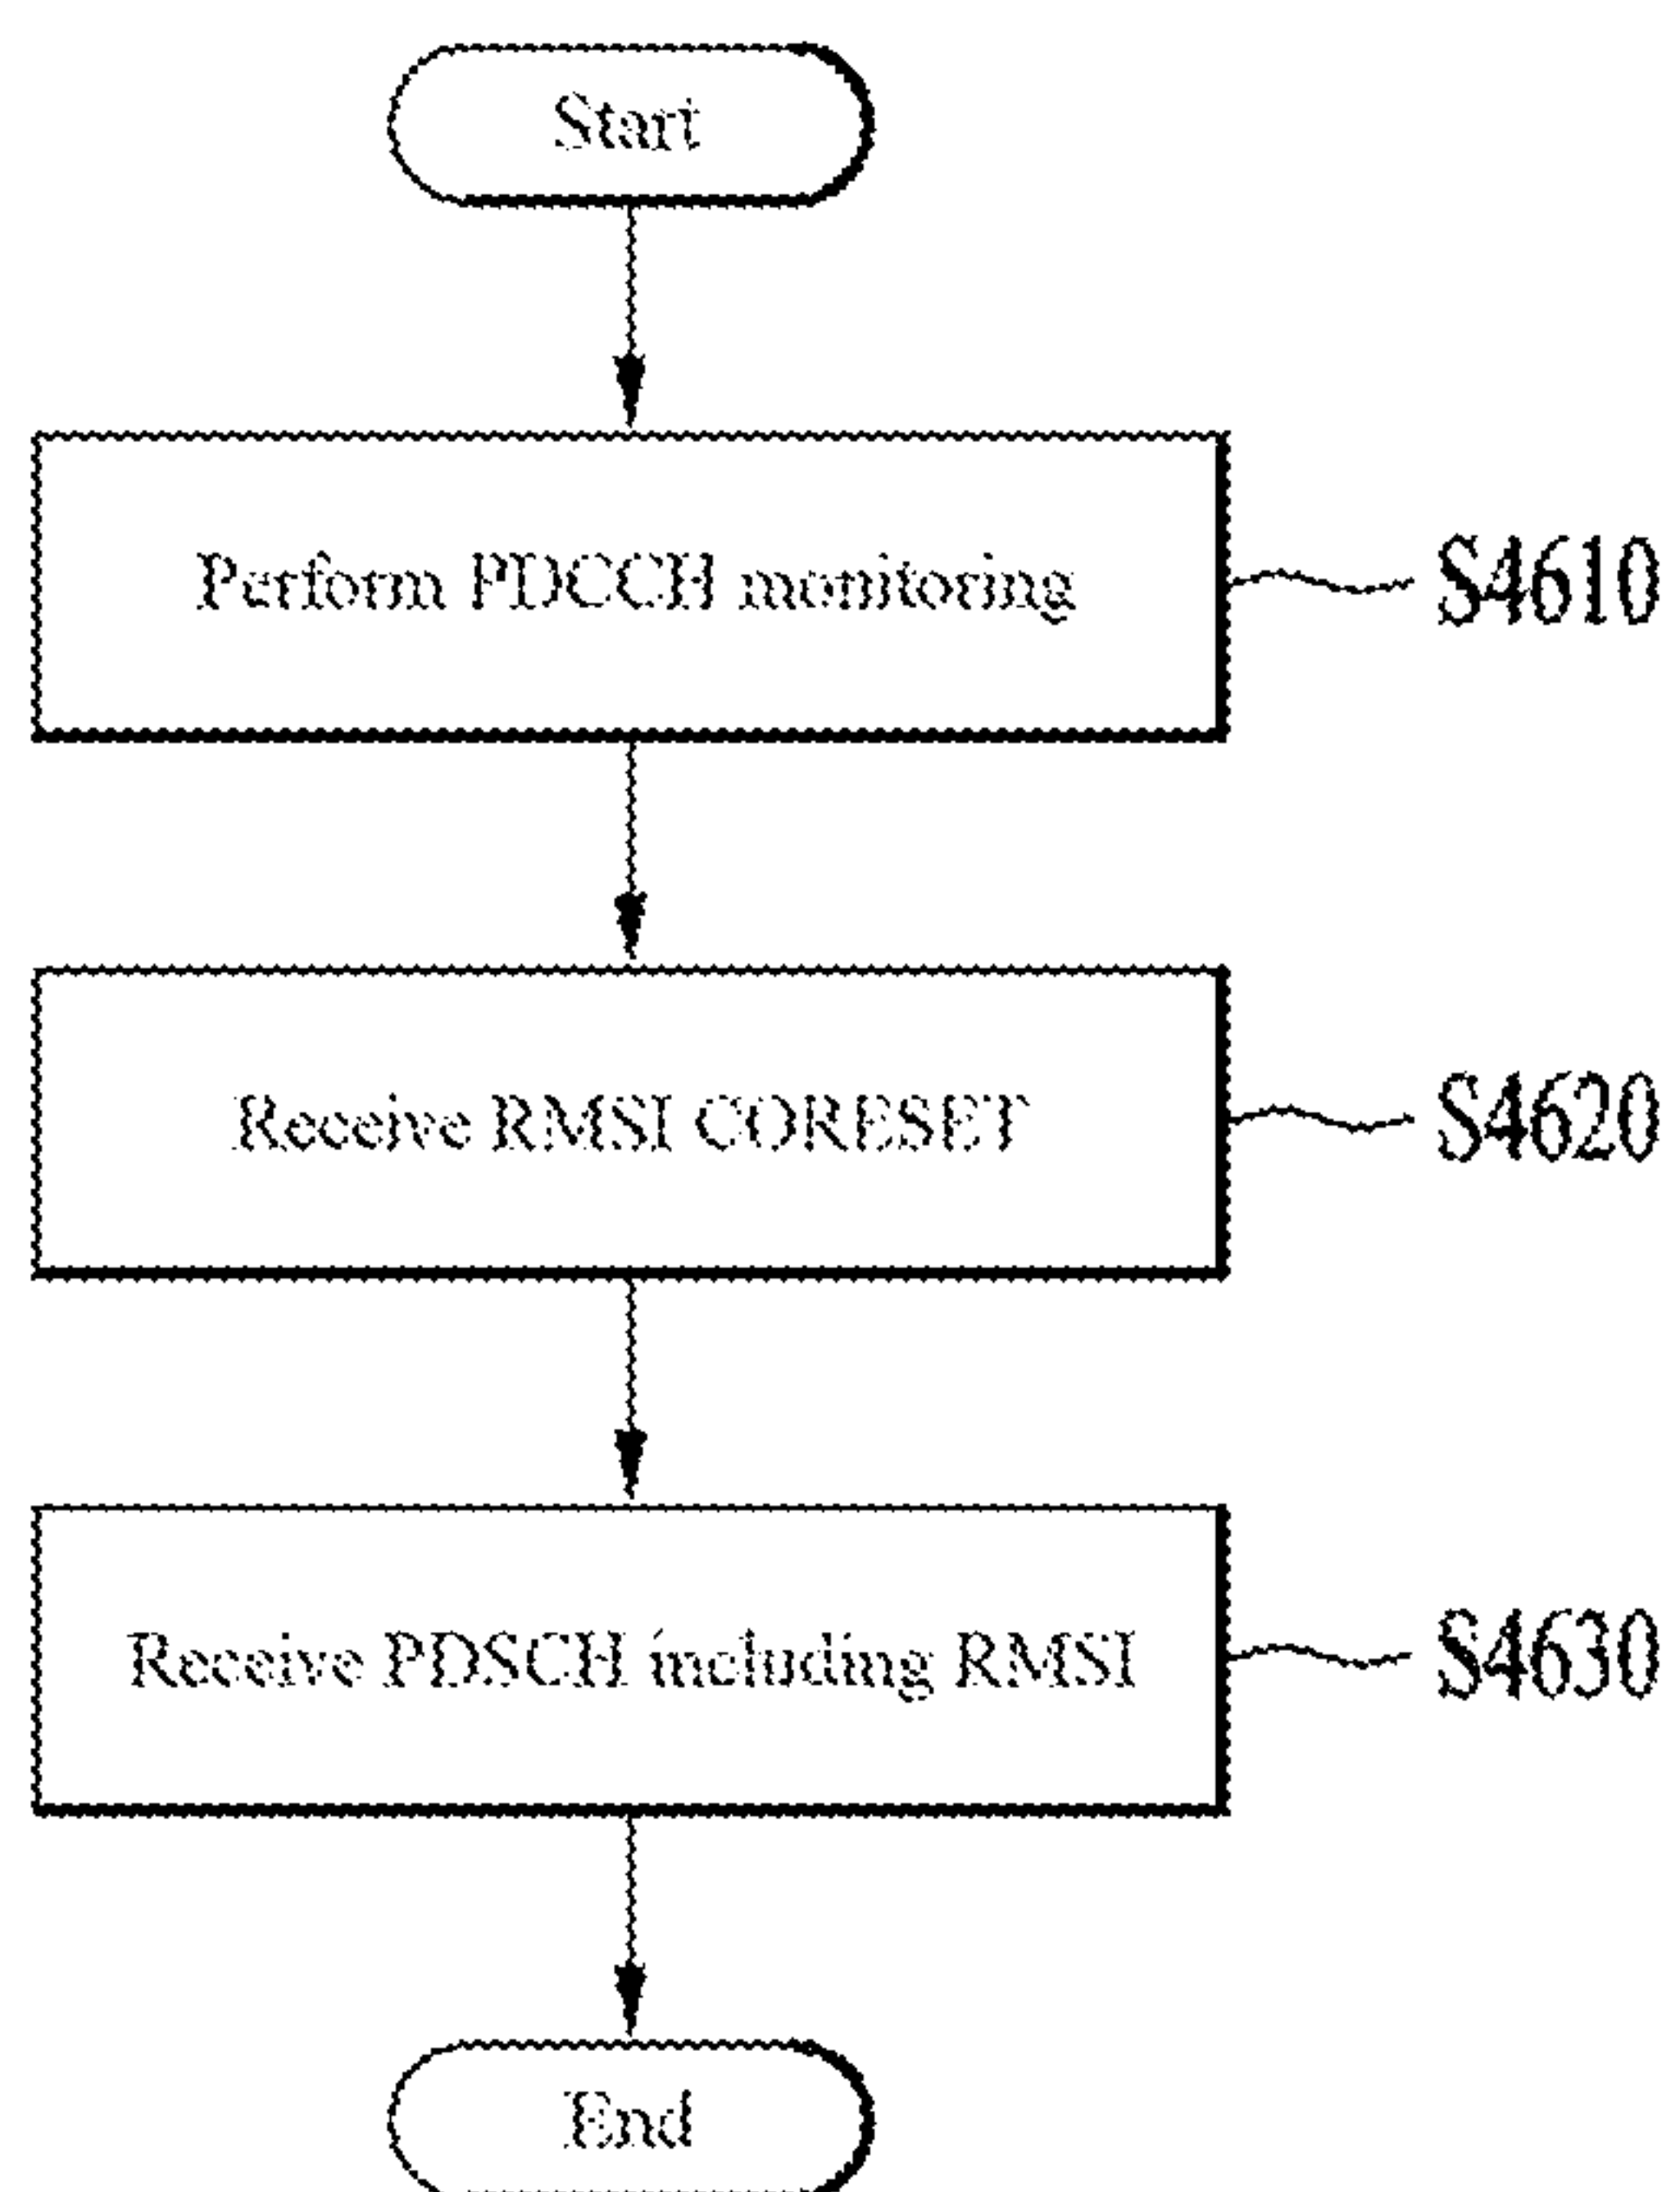 Start
Perform PDCCH monitoring
S4610
Receive RMSI CORESET
S4620
Receive PDSCH including RMSI
S4630
End